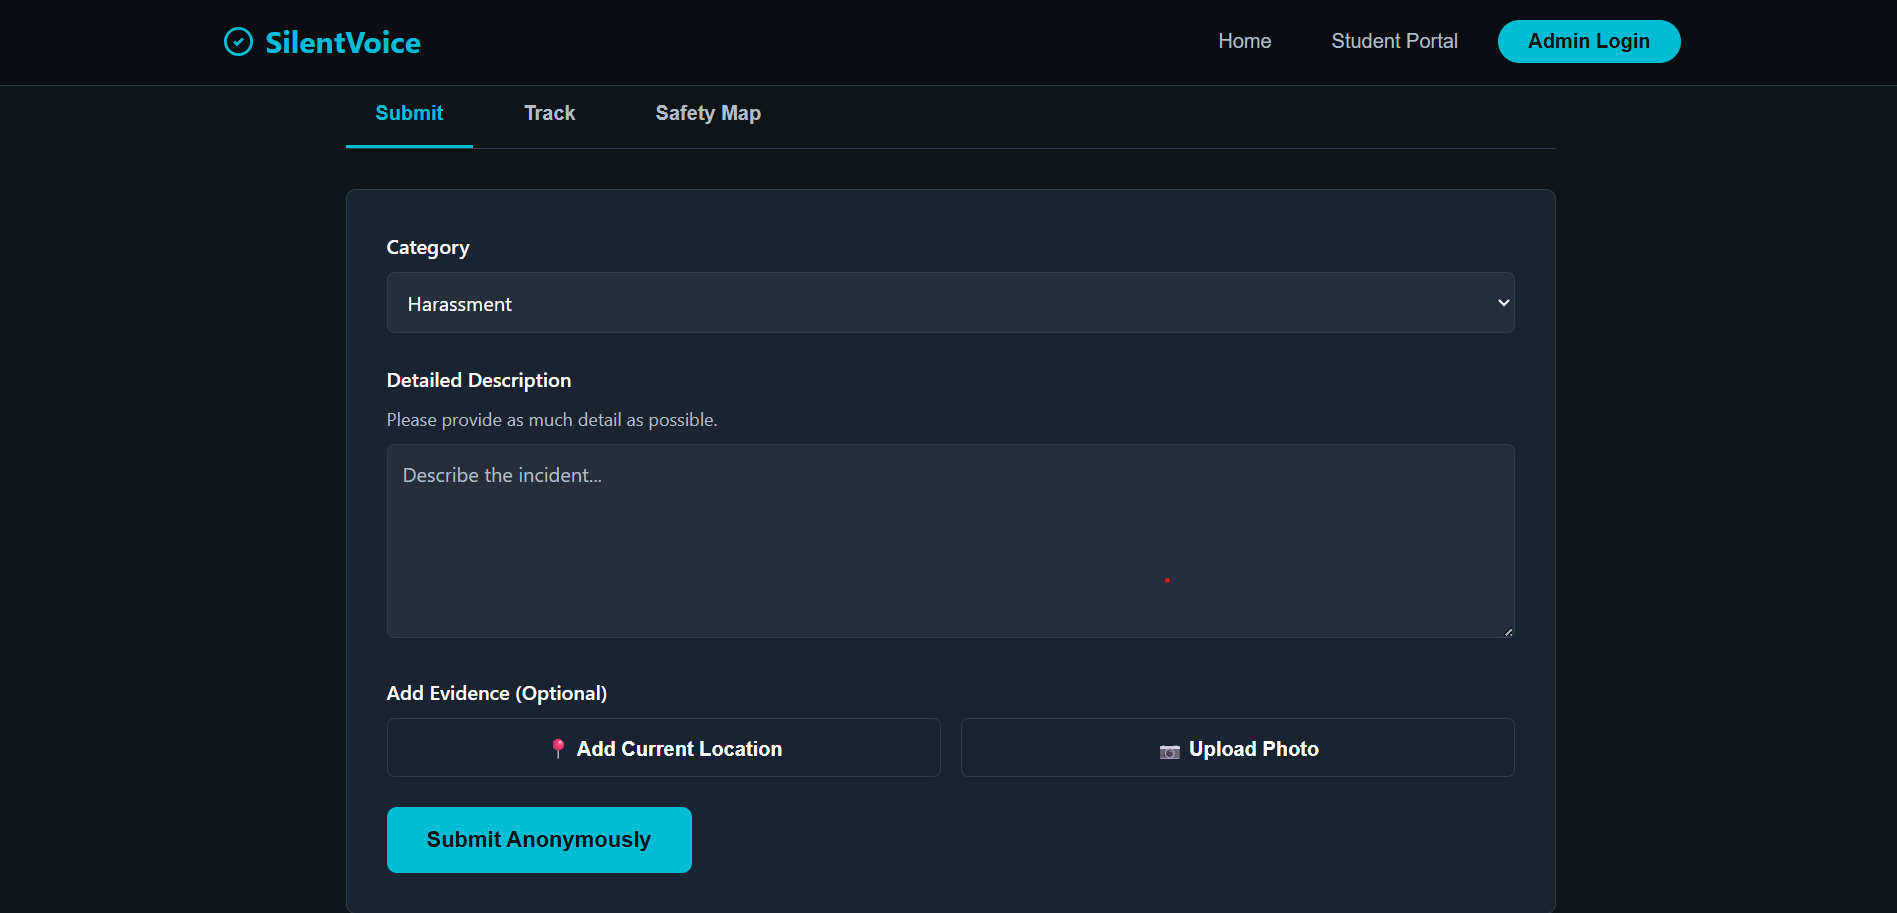 SilentVoice
Home Student Portal Admin Login
Submit Track Safety Map
Category
Harassment
Detailed Description
Please provide as much detail as possible.
Describe the incident...
Add Evidence (Optional)
📍 Add Current Location 📷 Upload Photo
Submit Anonymously